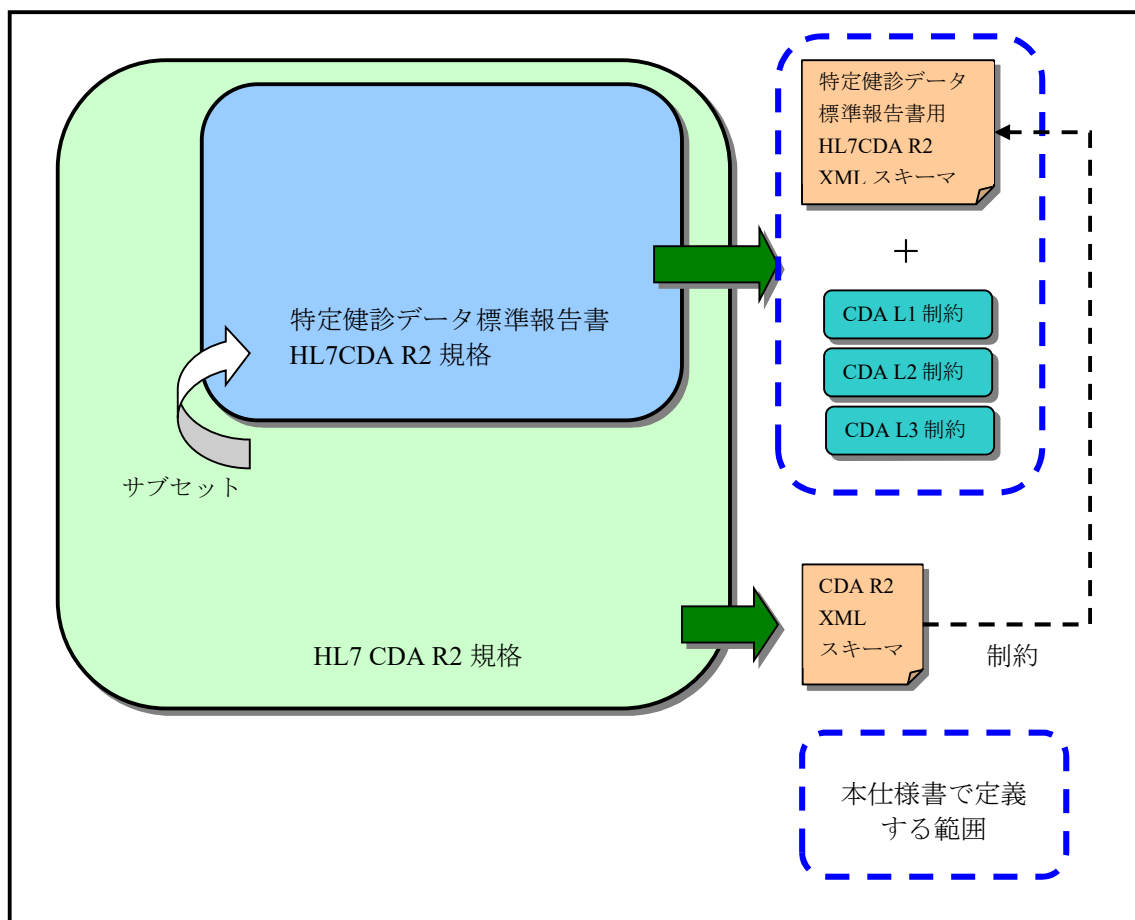 特定健診データ標準報告書
HL7CDA R2 規格
サブセット
HL7 CDA R2 規格
特定健診データ
標準報告書用
HL7CDA R2
XML スキーマ
+
CDA L1 制約
CDA L2 制約
CDA L3 制約
CDA R2
XML
スキーマ
制約
本仕様書で定義
する範囲